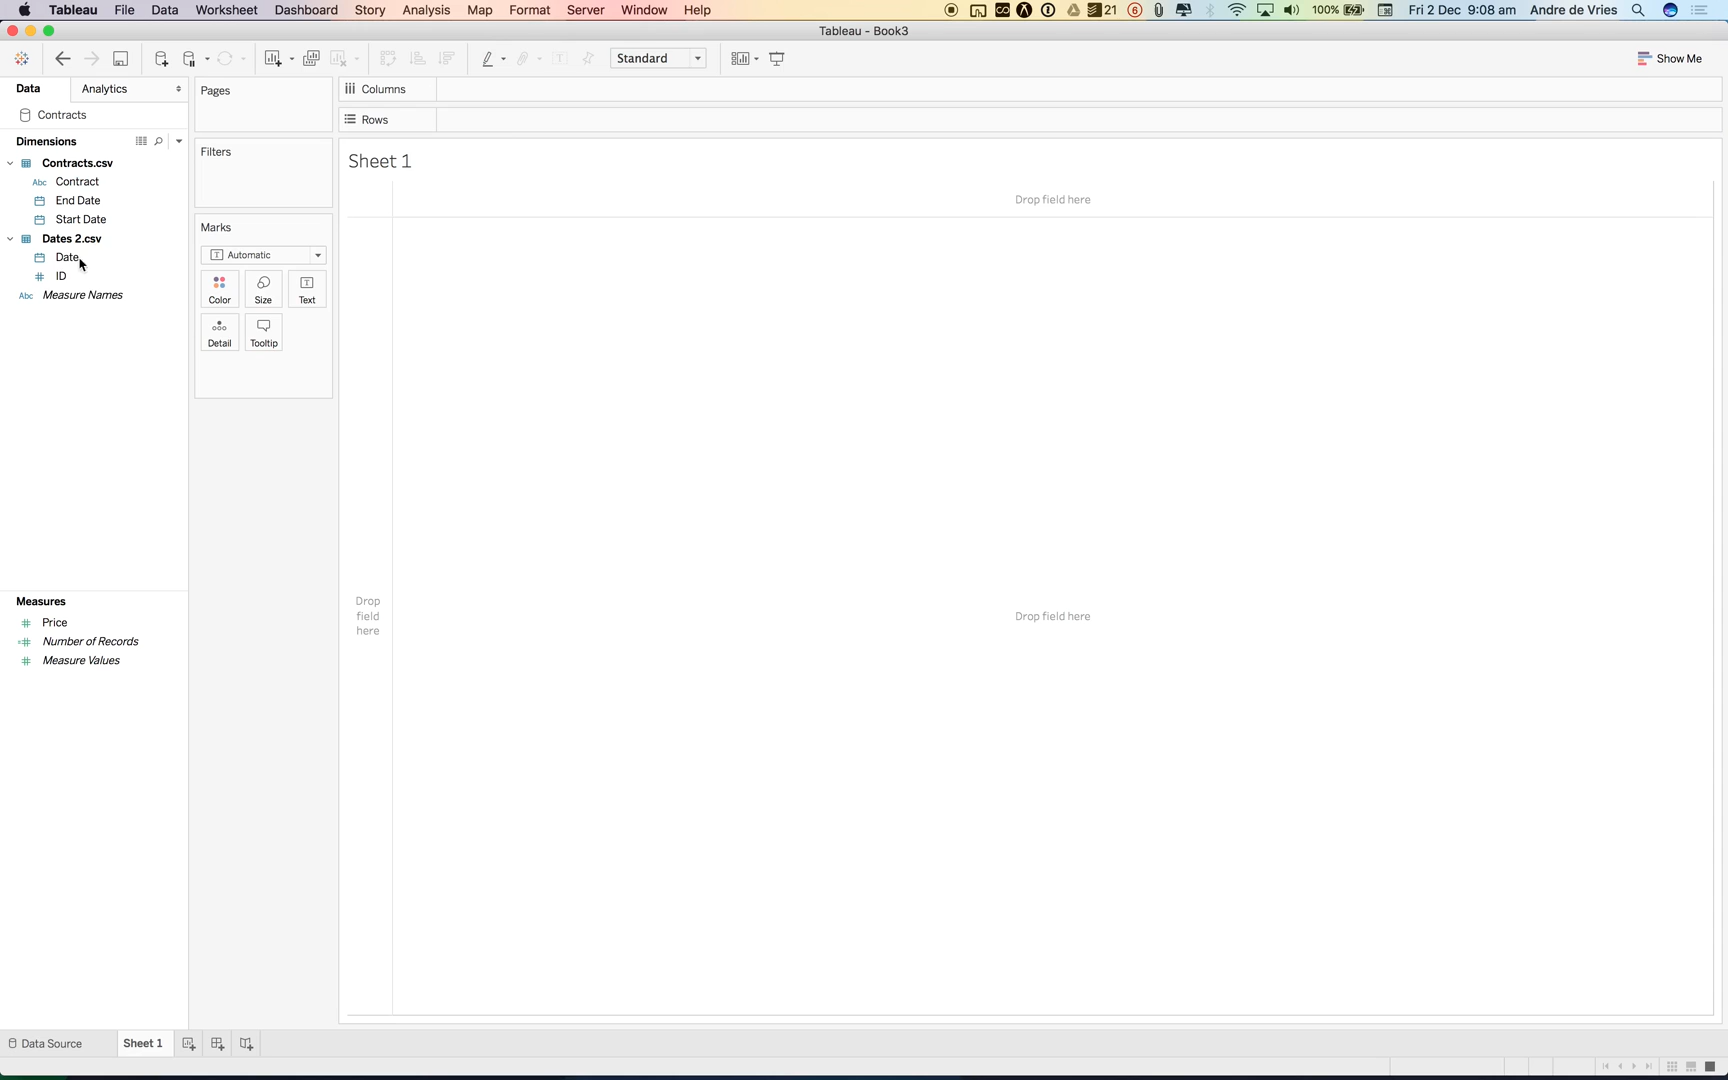 Tableau File Data Worksheet Dashboard Story Analysis Map Format Server Window Help 21 6 100% Fri 2 Dec 9:08 am Andre de Vries
Tableau - Book3
Standard Show Me
Data Analytics
Contracts
Dimensions
Contracts.csv
Abc Contract
End Date
Start Date
Dates 2.csv
Date
ID
Abc Measure Names
Measures
Price
Number of Records
Measure Values
Pages
Filters
Marks
Automatic
Color Size Text
Detail Tooltip
Columns
Rows
Sheet 1
Drop field here
Drop
field
here
Drop field here
Data Source Sheet 1